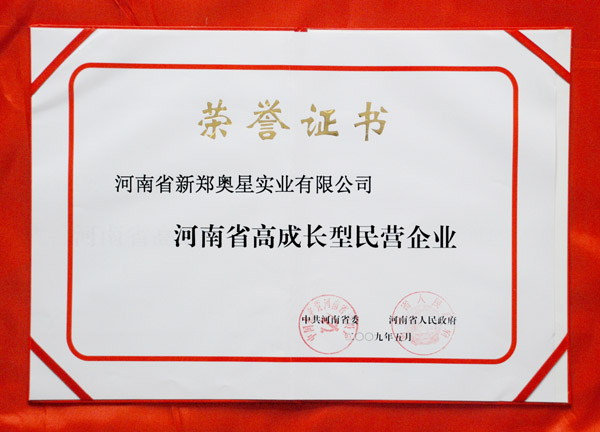 荣誉证书
河南省新郑奥星实业有限公司
河南省高成长型民营企业
中共河南省委 河南省人民政府
二〇〇九年五月